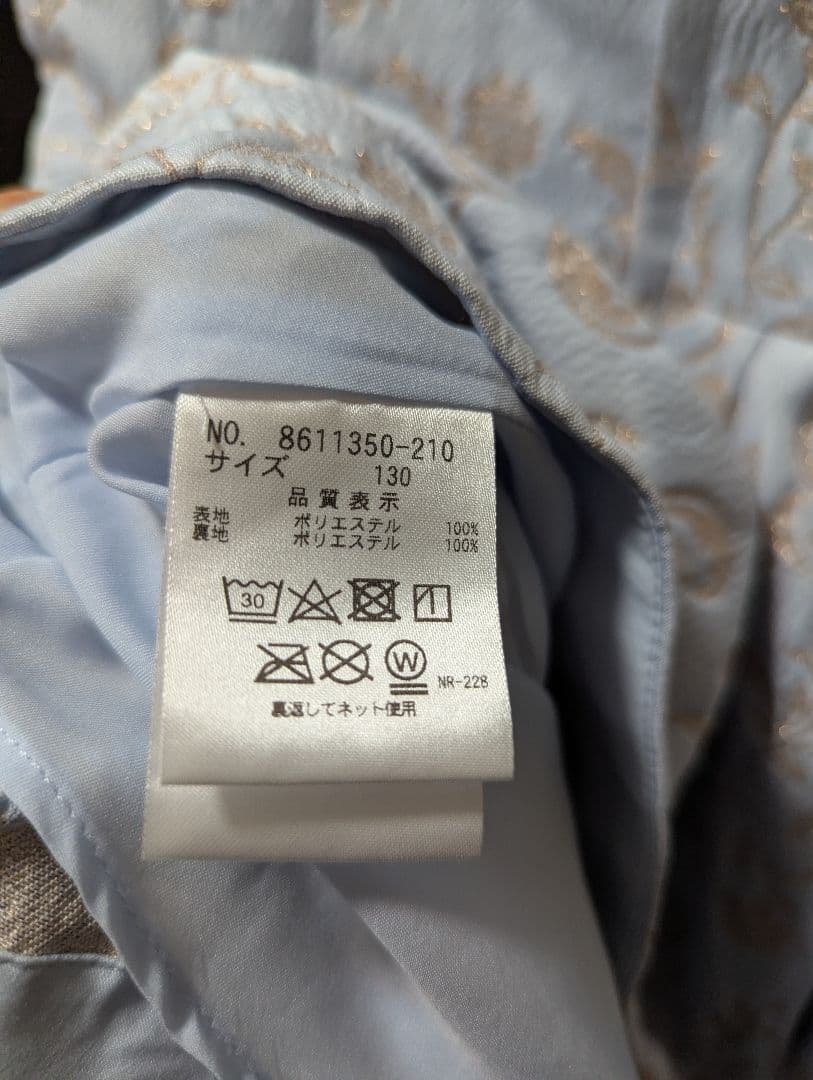 NO. 8611350-210
サイズ 130
品質表示
表地 ポリエステル 100%
裏地 ポリエステル 100%
30
W NR-228
裏返してネット使用